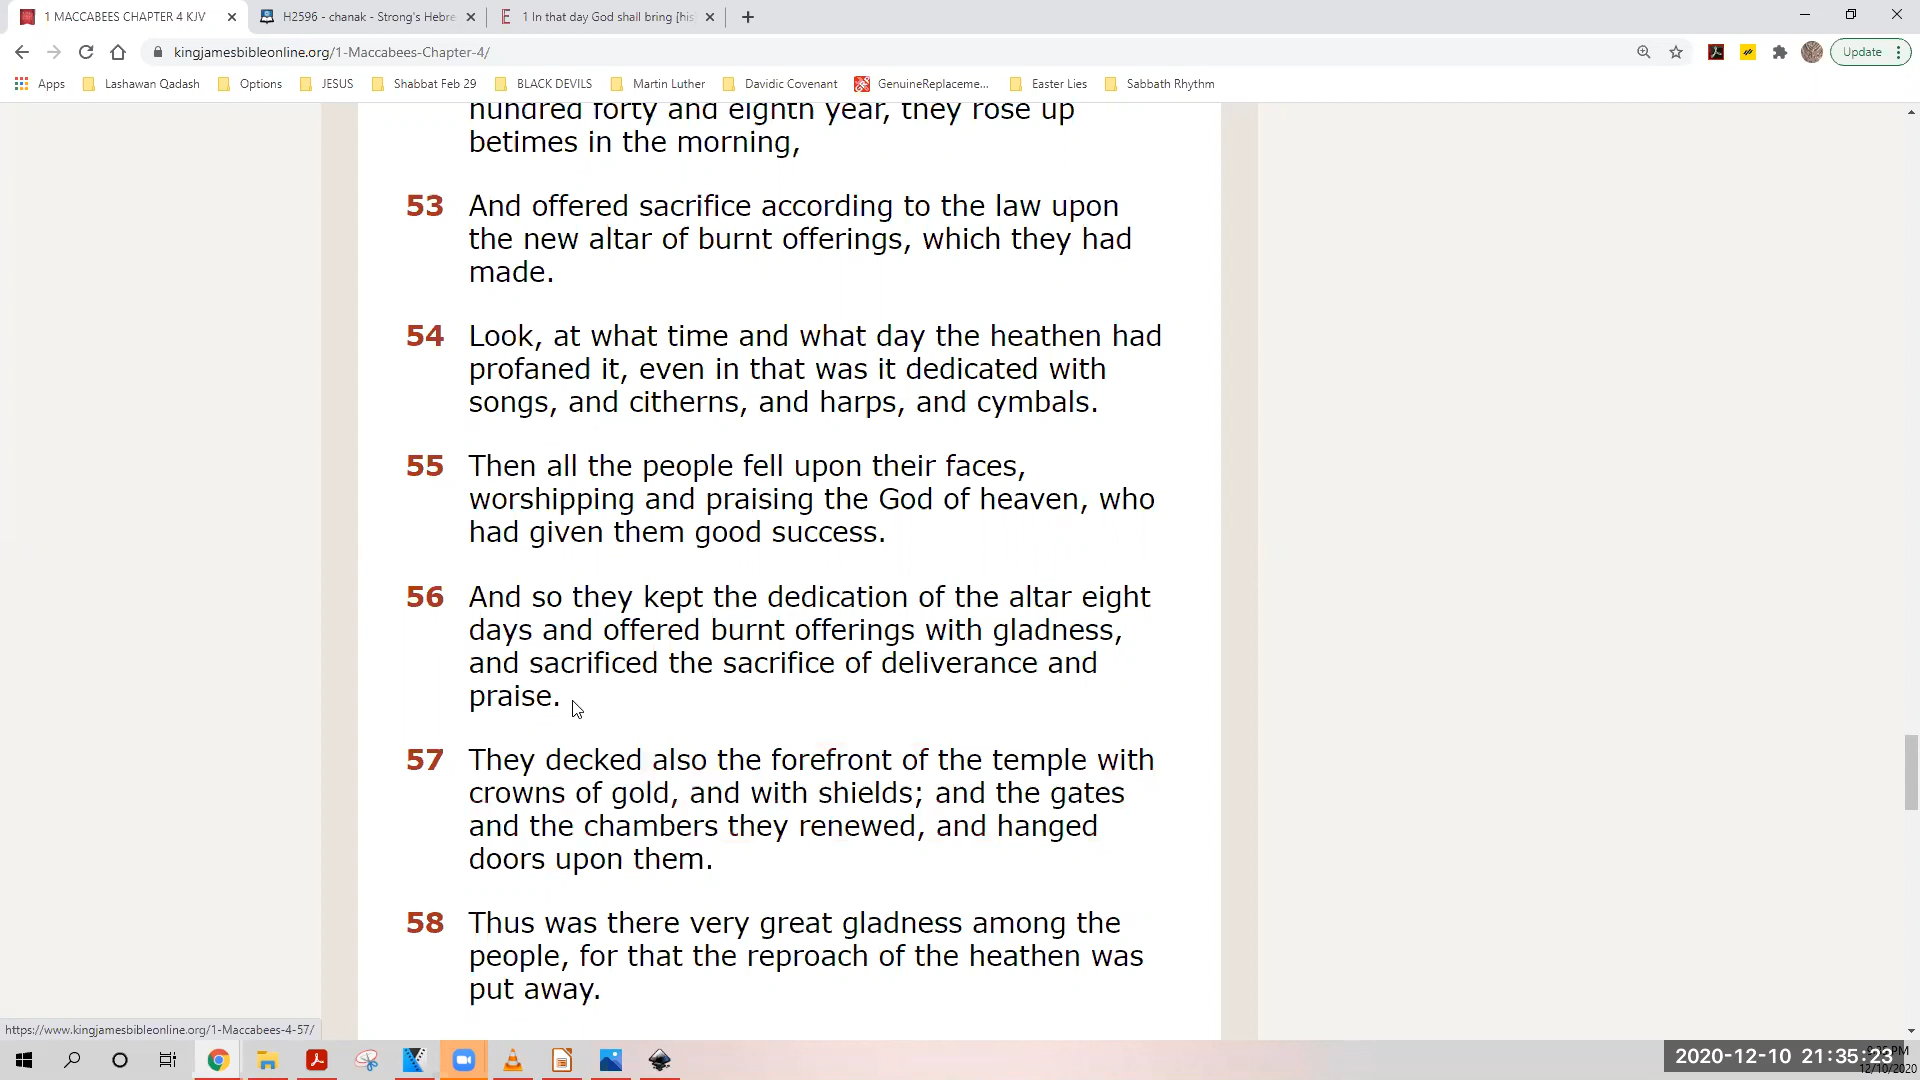 1 MACCABEES CHAPTER 4 KJV
H2596 - chanak - Strong's Hebre
1 In that day God shall bring [his
kingjamesbibleonline.org/1-Maccabees-Chapter-4/
Update
Apps
Lashawan Qadash
Options
JESUS
Shabbat Feb 29
BLACK DEVILS
Martin Luther
Davidic Covenant
GenuineReplaceme...
Easter Lies
Sabbath Rhythm
hundred forty and eighth year, they rose up
betimes in the morning,
53 And offered sacrifice according to the law upon
the new altar of burnt offerings, which they had
made.
54 Look, at what time and what day the heathen had
profaned it, even in that was it dedicated with
songs, and citherns, and harps, and cymbals.
55 Then all the people fell upon their faces,
worshipping and praising the God of heaven, who
had given them good success.
56 And so they kept the dedication of the altar eight
days and offered burnt offerings with gladness,
and sacrificed the sacrifice of deliverance and
praise.
57 They decked also the forefront of the temple with
crowns of gold, and with shields; and the gates
and the chambers they renewed, and hanged
doors upon them.
58 Thus was there very great gladness among the
people, for that the reproach of the heathen was
put away.
https://www.kingjamesbibleonline.org/1-Maccabees-4-57/
2020-12-10 21:35:23
12/10/2020